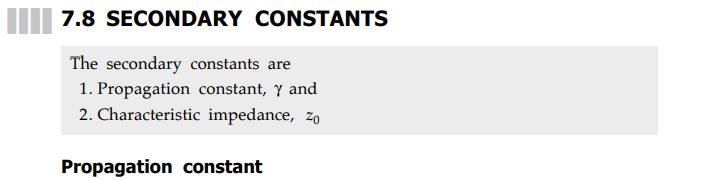 7.8 SECONDARY CONSTANTS
The secondary constants are
1. Propagation constant, γ and
2. Characteristic impedance, z₀
Propagation constant